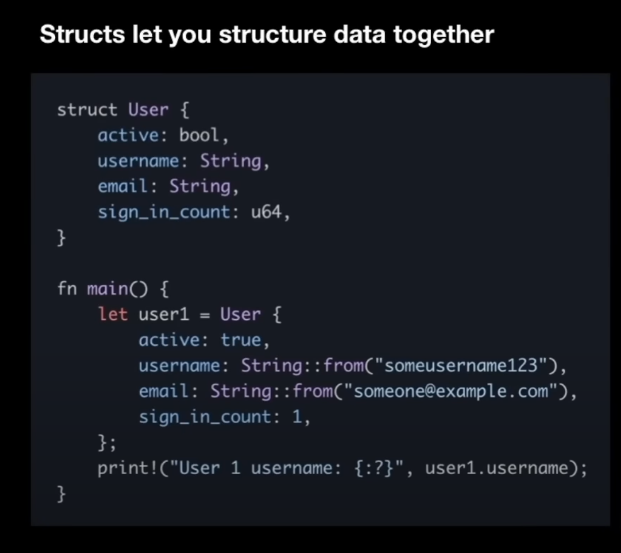 Structs let you structure data together
struct User {
    active: bool,
    username: String,
    email: String,
    sign_in_count: u64,
}
fn main() {
    let user1 = User {
        active: true,
        username: String::from("someusername123"),
        email: String::from("someone@example.com"),
        sign_in_count: 1,
    };
    print!("User 1 username: {:?}", user1.username);
}